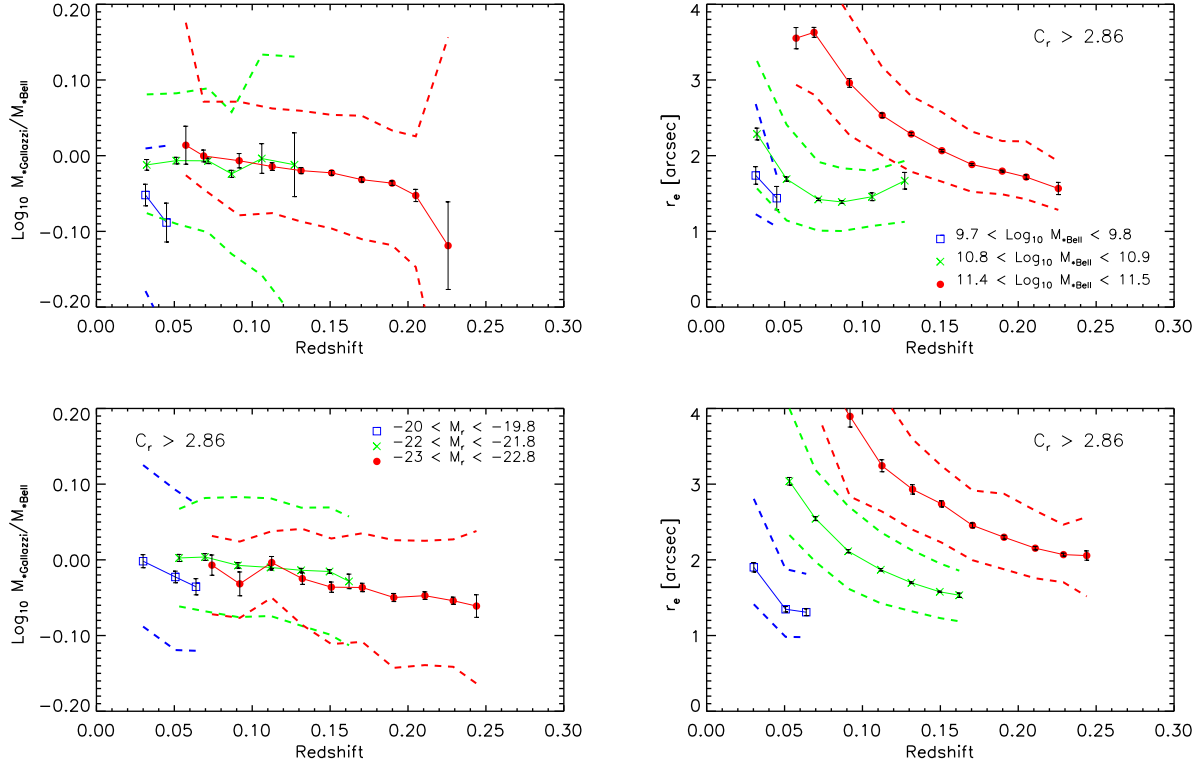 0.20
0.10
0.00
−0.10
−0.20
Log10 M*Gallazzi/M*Bell
0.00 0.05 0.10 0.15 0.20 0.25 0.30
Redshift
4
3
2
1
0
re [arcsec]
Cr > 2.86
9.7 < Log10 M*Bell < 9.8
10.8 < Log10 M*Bell < 10.9
11.4 < Log10 M*Bell < 11.5
0.00 0.05 0.10 0.15 0.20 0.25 0.30
Redshift
0.20
0.10
0.00
−0.10
−0.20
Log10 M*Gallazzi/M*Bell
Cr > 2.86
−20 < Mr < −19.8
−22 < Mr < −21.8
−23 < Mr < −22.8
0.00 0.05 0.10 0.15 0.20 0.25 0.30
Redshift
4
3
2
1
0
re [arcsec]
Cr > 2.86
0.00 0.05 0.10 0.15 0.20 0.25 0.30
Redshift